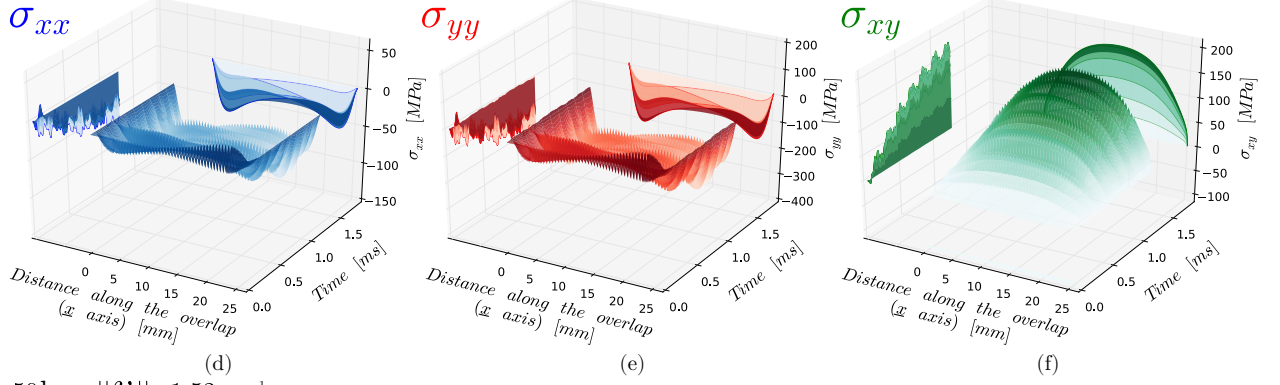 σxx
σyy
σxy
50
0
−50
−100
−150
σxx [MPa]
0
5
10
15
20
25
0.0
0.5
1.0
1.5
Distance along the overlap
(x axis) [mm]
Time [ms]
200
100
0
−100
−200
−300
−400
σyy [MPa]
0
5
10
15
20
25
0.0
0.5
1.0
1.5
Distance along the overlap
(x axis) [mm]
Time [ms]
200
150
100
50
0
−50
−100
σxy [MPa]
0
5
10
15
20
25
0.0
0.5
1.0
1.5
Distance along the overlap
(x axis) [mm]
Time [ms]
(d)
(e)
(f)